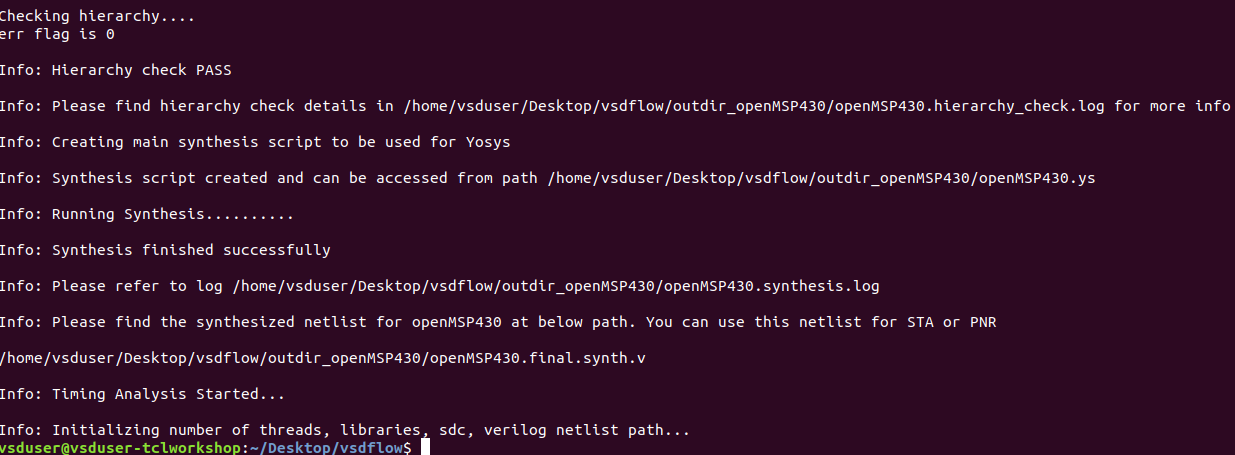 Checking hierarchy....
err flag is 0
Info: Hierarchy check PASS
Info: Please find hierarchy check details in /home/vsduser/Desktop/vsdflow/outdir_openMSP430/openMSP430.hierarchy_check.log for more info
Info: Creating main synthesis script to be used for Yosys
Info: Synthesis script created and can be accessed from path /home/vsduser/Desktop/vsdflow/outdir_openMSP430/openMSP430.ys
Info: Running Synthesis..........
Info: Synthesis finished successfully
Info: Please refer to log /home/vsduser/Desktop/vsdflow/outdir_openMSP430/openMSP430.synthesis.log
Info: Please find the synthesized netlist for openMSP430 at below path. You can use this netlist for STA or PNR
/home/vsduser/Desktop/vsdflow/outdir_openMSP430/openMSP430.final.synth.v
Info: Timing Analysis Started...
Info: Initializing number of threads, libraries, sdc, verilog netlist path...
vsduser@vsduser-tclworkshop:~/Desktop/vsdflow$